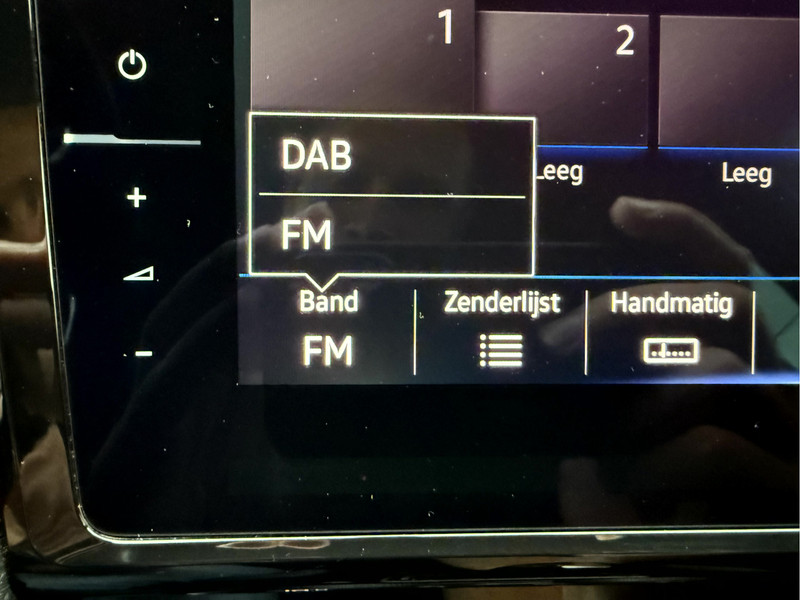 1
2
DAB
Leeg
Leeg
FM
Band
Zenderlijst
Handmatig
FM